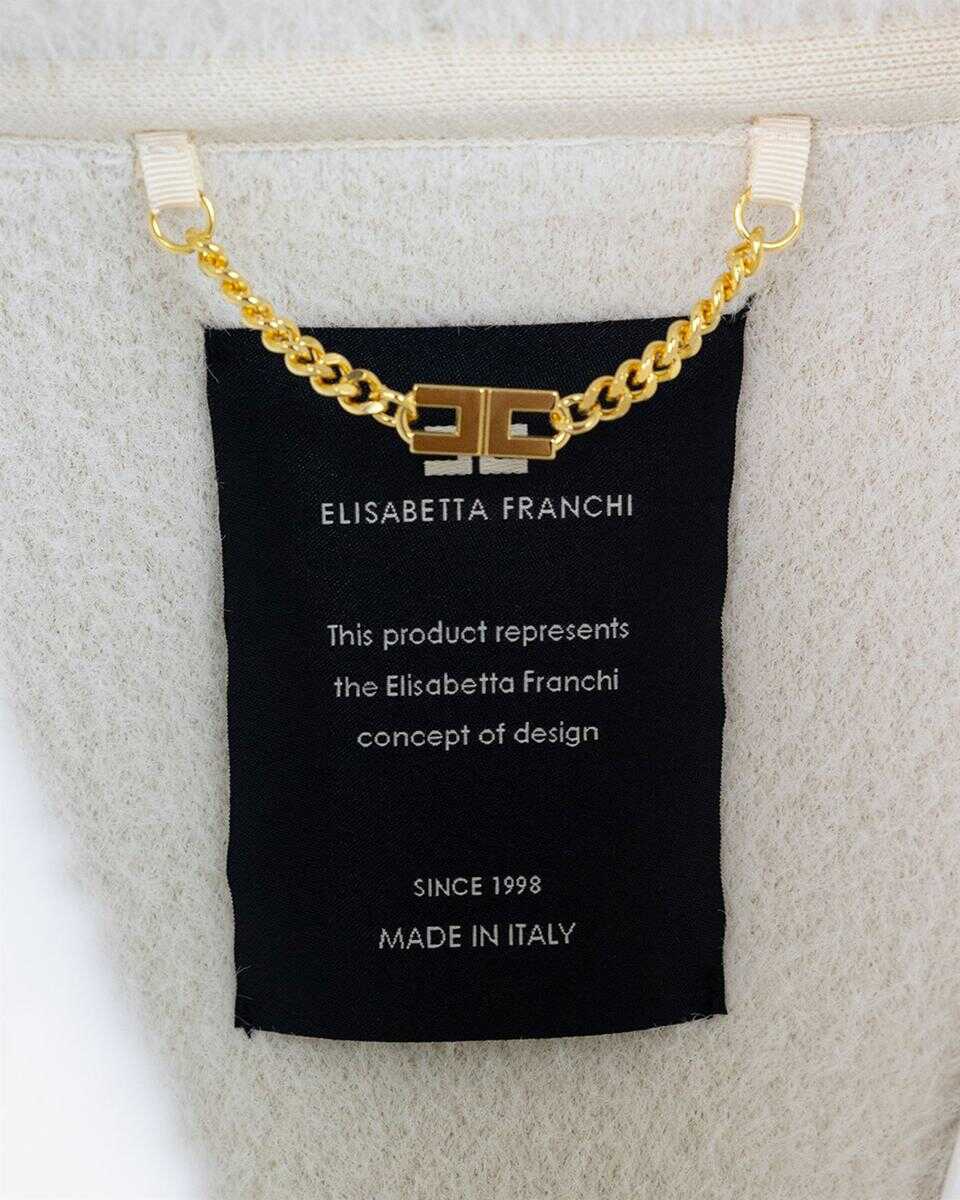 ELISABETTA FRANCHI
This product represents
the Elisabetta Franchi
concept of design
SINCE 1998
MADE IN ITALY